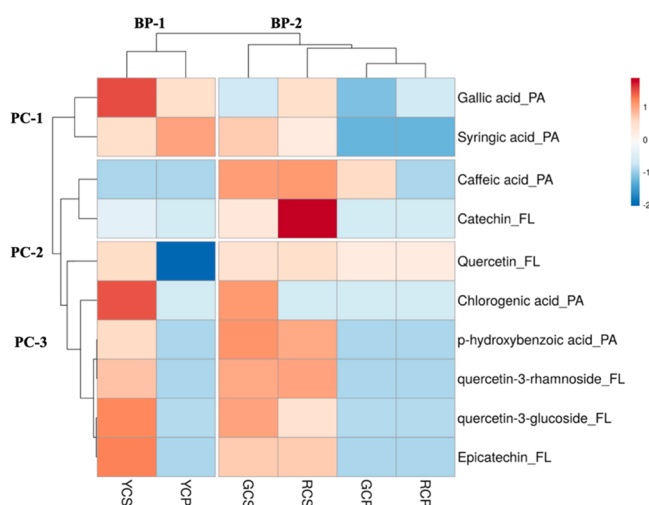 BP-1 BP-2
PC-1
PC-2
PC-3
Gallic acid_PA
Syringic acid_PA
Caffeic acid_PA
Catechin_FL
Quercetin_FL
Chlorogenic acid_PA
p-hydroxybenzoic acid_PA
quercetin-3-rhamnoside_FL
quercetin-3-glucoside_FL
Epicatechin_FL
1
0
-1
-2
YCS YCP GCS RCS GCP RCP